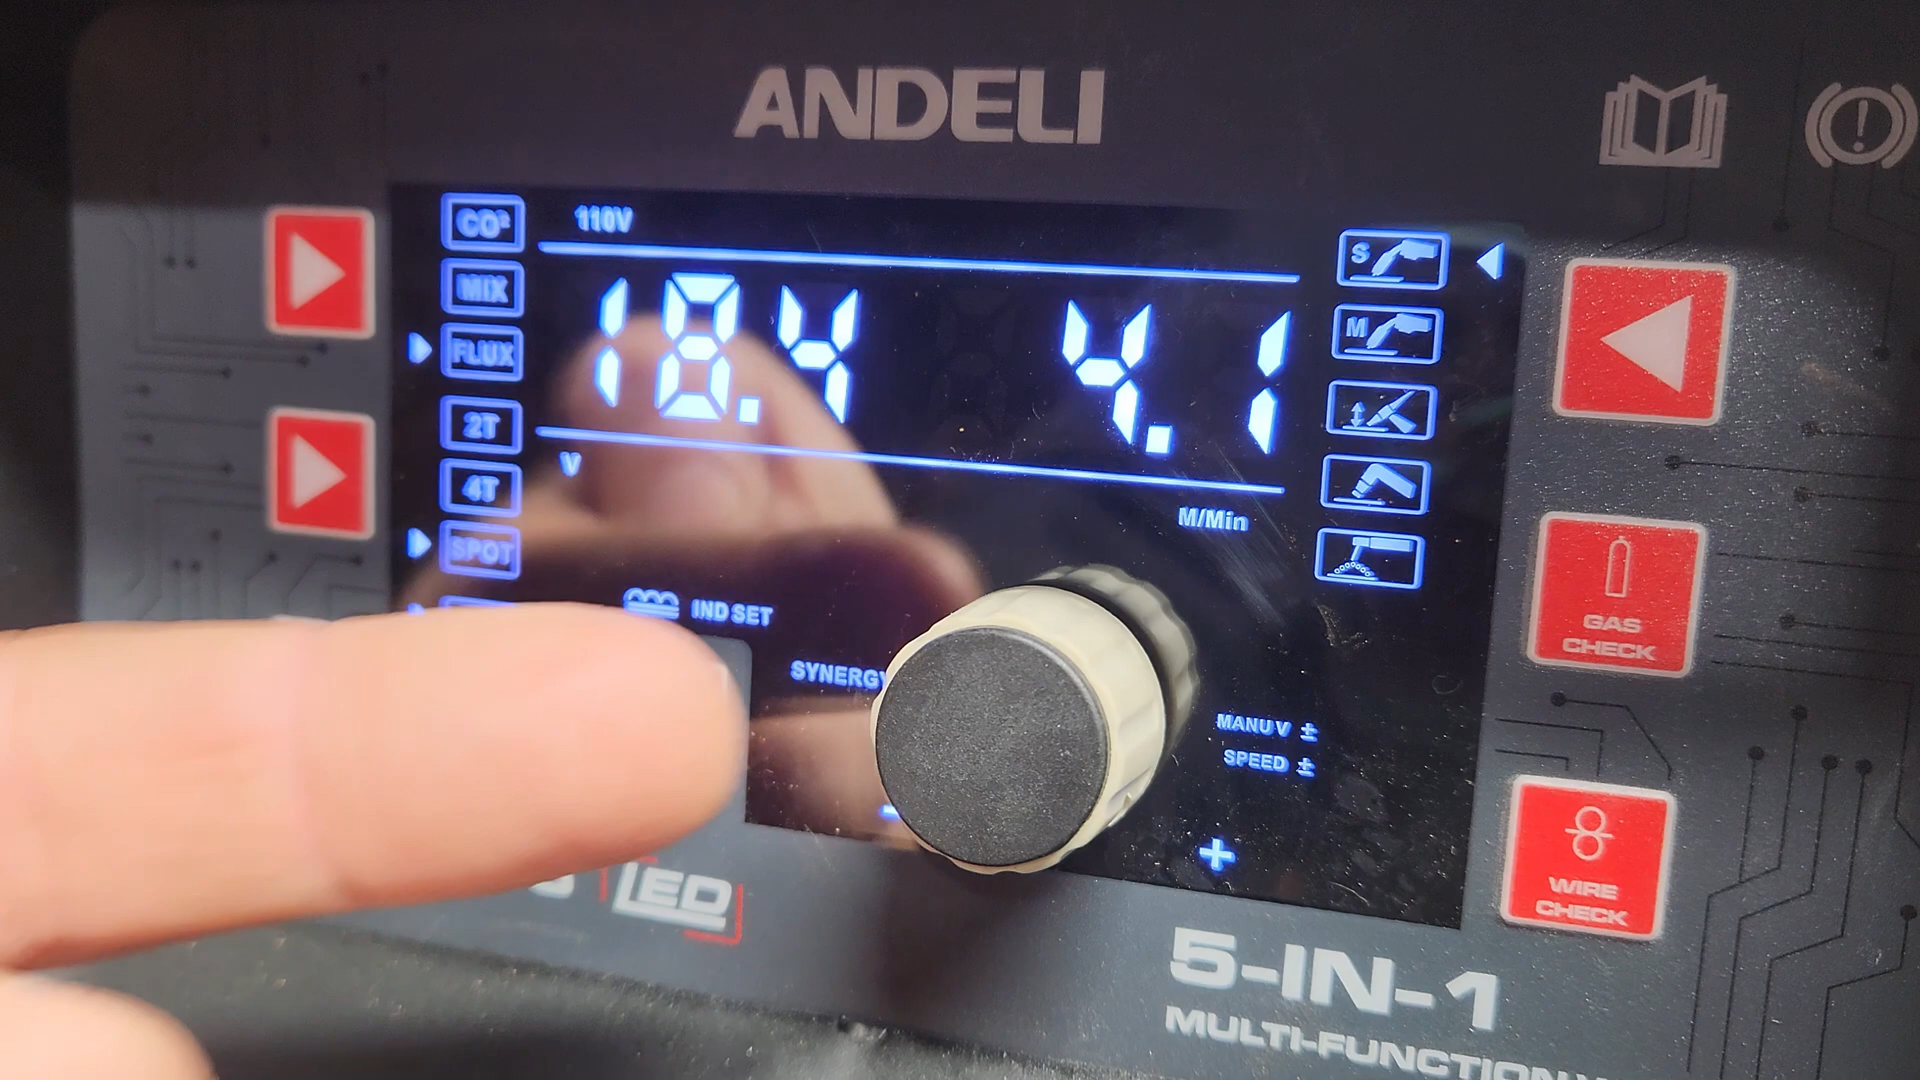 ANDELI
CO²
110V
MIX
18.4
4.1
S
M
FLUX
2T
V
4T
M/Min
SPOT
IND SET
GAS
CHECK
SYNERGY
MANU V ±
SPEED ±
-
+
WIRE
CHECK
LED
5-IN-1
MULTI-FUNCTION